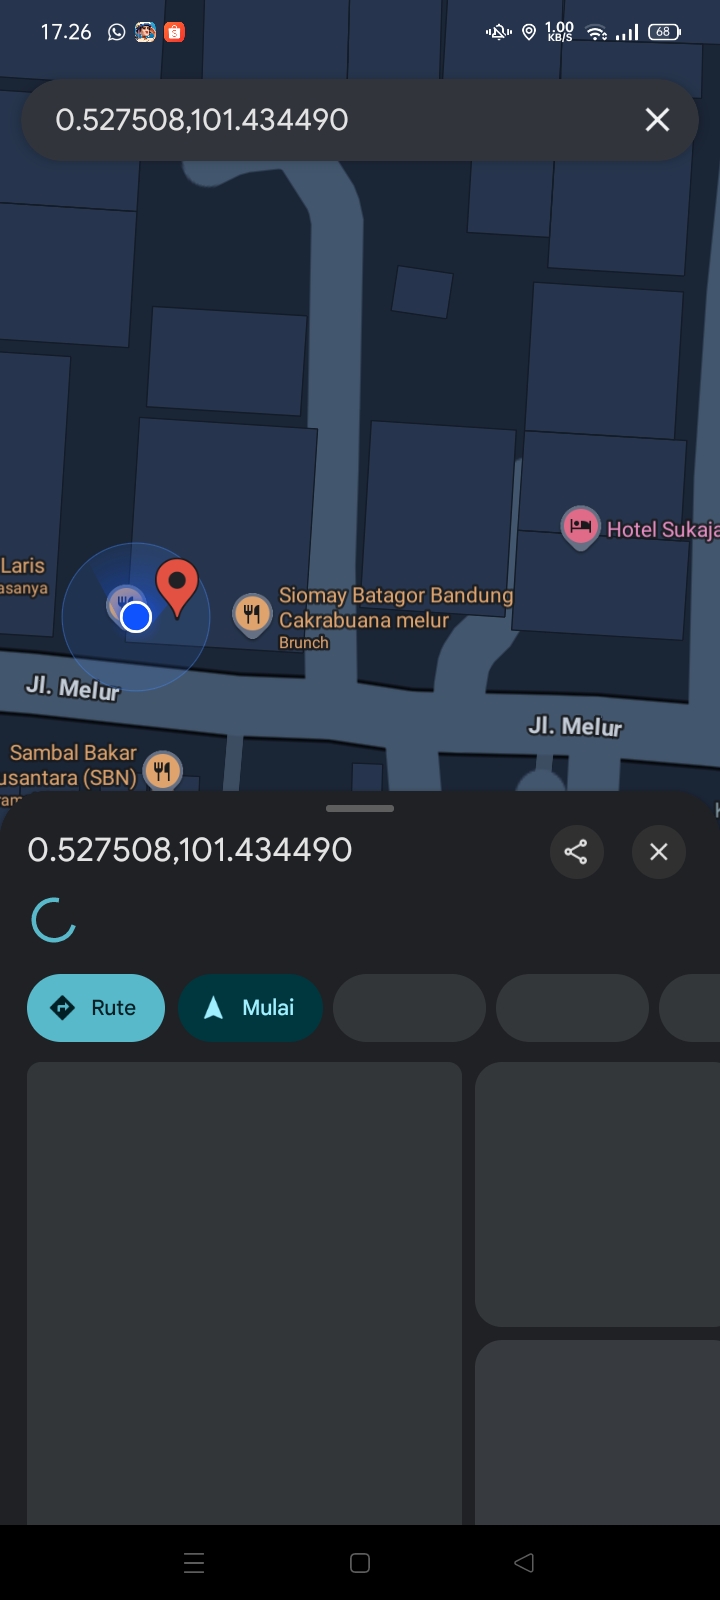 17.26
1.00
KB/S
68
0.527508,101.434490
Laris
asanya
Siomay Batagor Bandung
Cakrabuana melur
Brunch
Hotel Sukaja
Jl. Melur
Jl. Melur
Sambal Bakar
usantara (SBN)
ram
0.527508,101.434490
Rute
Mulai